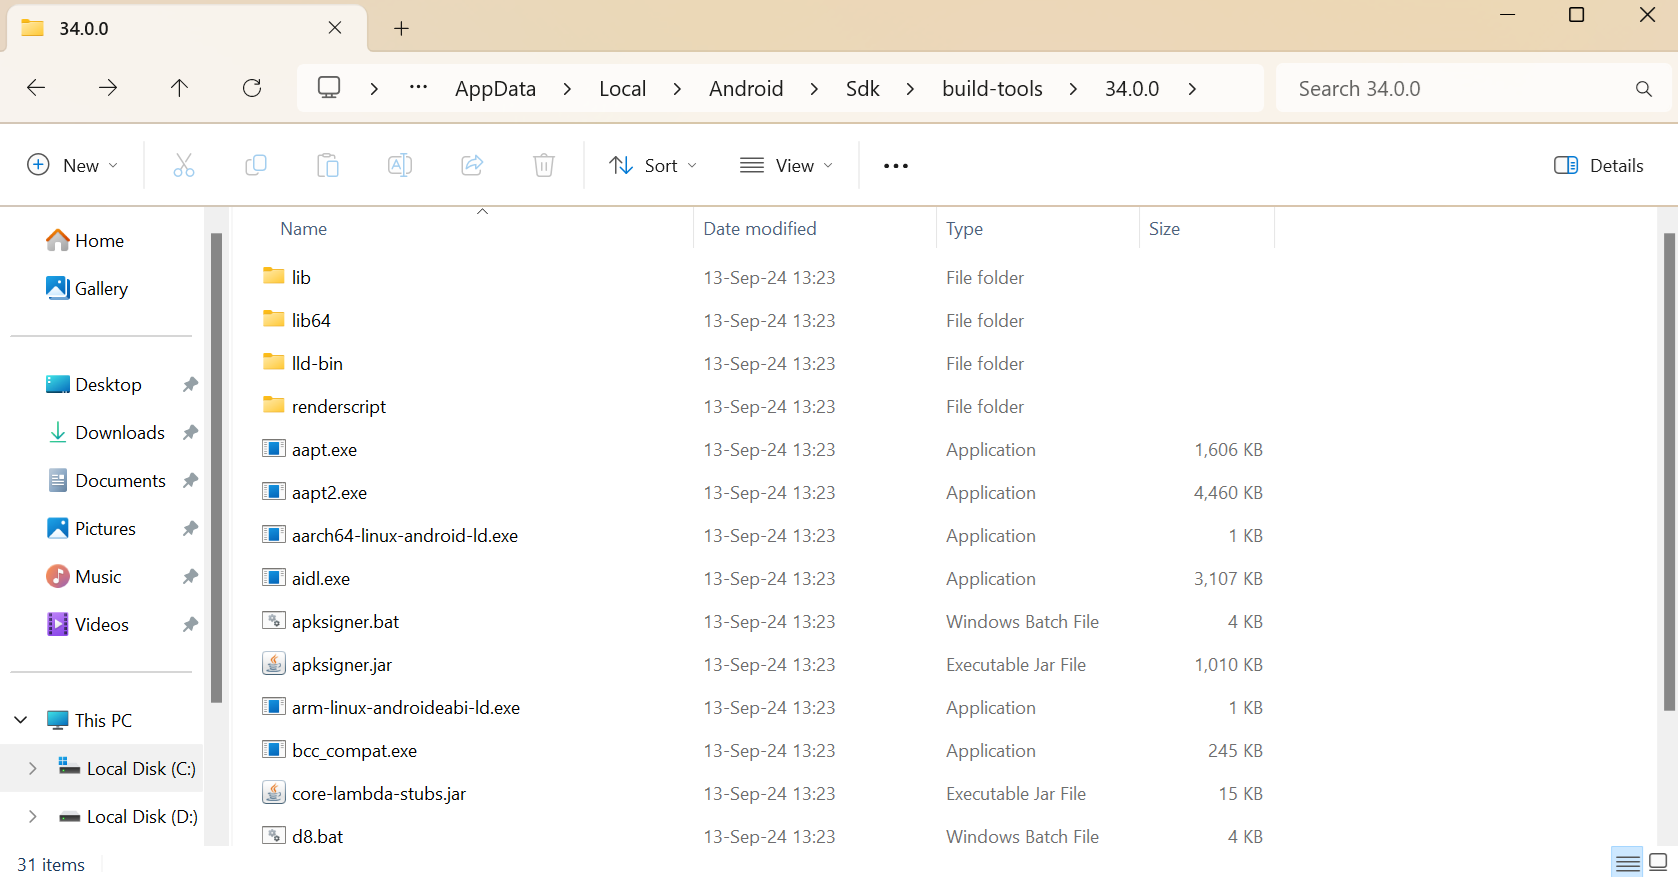 34.0.0
AppData Local Android Sdk build-tools 34.0.0
Search 34.0.0
New Sort View Details
Home
Gallery
Desktop
Downloads
Documents
Pictures
Music
Videos
This PC
Local Disk (C:)
Local Disk (D:)
Name Date modified Type Size
lib 13-Sep-24 13:23 File folder
lib64 13-Sep-24 13:23 File folder
lld-bin 13-Sep-24 13:23 File folder
renderscript 13-Sep-24 13:23 File folder
aapt.exe 13-Sep-24 13:23 Application 1,606 KB
aapt2.exe 13-Sep-24 13:23 Application 4,460 KB
aarch64-linux-android-ld.exe 13-Sep-24 13:23 Application 1 KB
aidl.exe 13-Sep-24 13:23 Application 3,107 KB
apksigner.bat 13-Sep-24 13:23 Windows Batch File 4 KB
apksigner.jar 13-Sep-24 13:23 Executable Jar File 1,010 KB
arm-linux-androideabi-ld.exe 13-Sep-24 13:23 Application 1 KB
bcc_compat.exe 13-Sep-24 13:23 Application 245 KB
core-lambda-stubs.jar 13-Sep-24 13:23 Executable Jar File 15 KB
d8.bat 13-Sep-24 13:23 Windows Batch File 4 KB
31 items